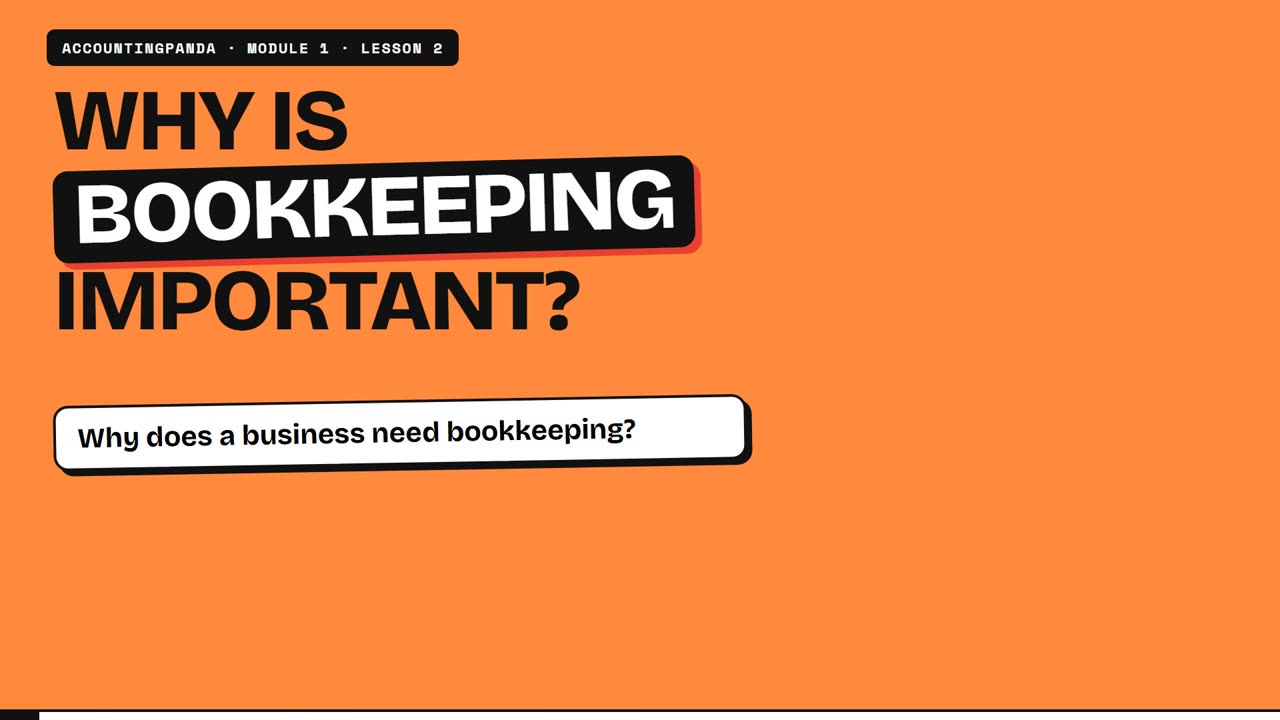 ACCOUNTINGPANDA · MODULE 1 · LESSON 2
WHY IS
BOOKKEEPING
IMPORTANT?
Why does a business need bookkeeping?